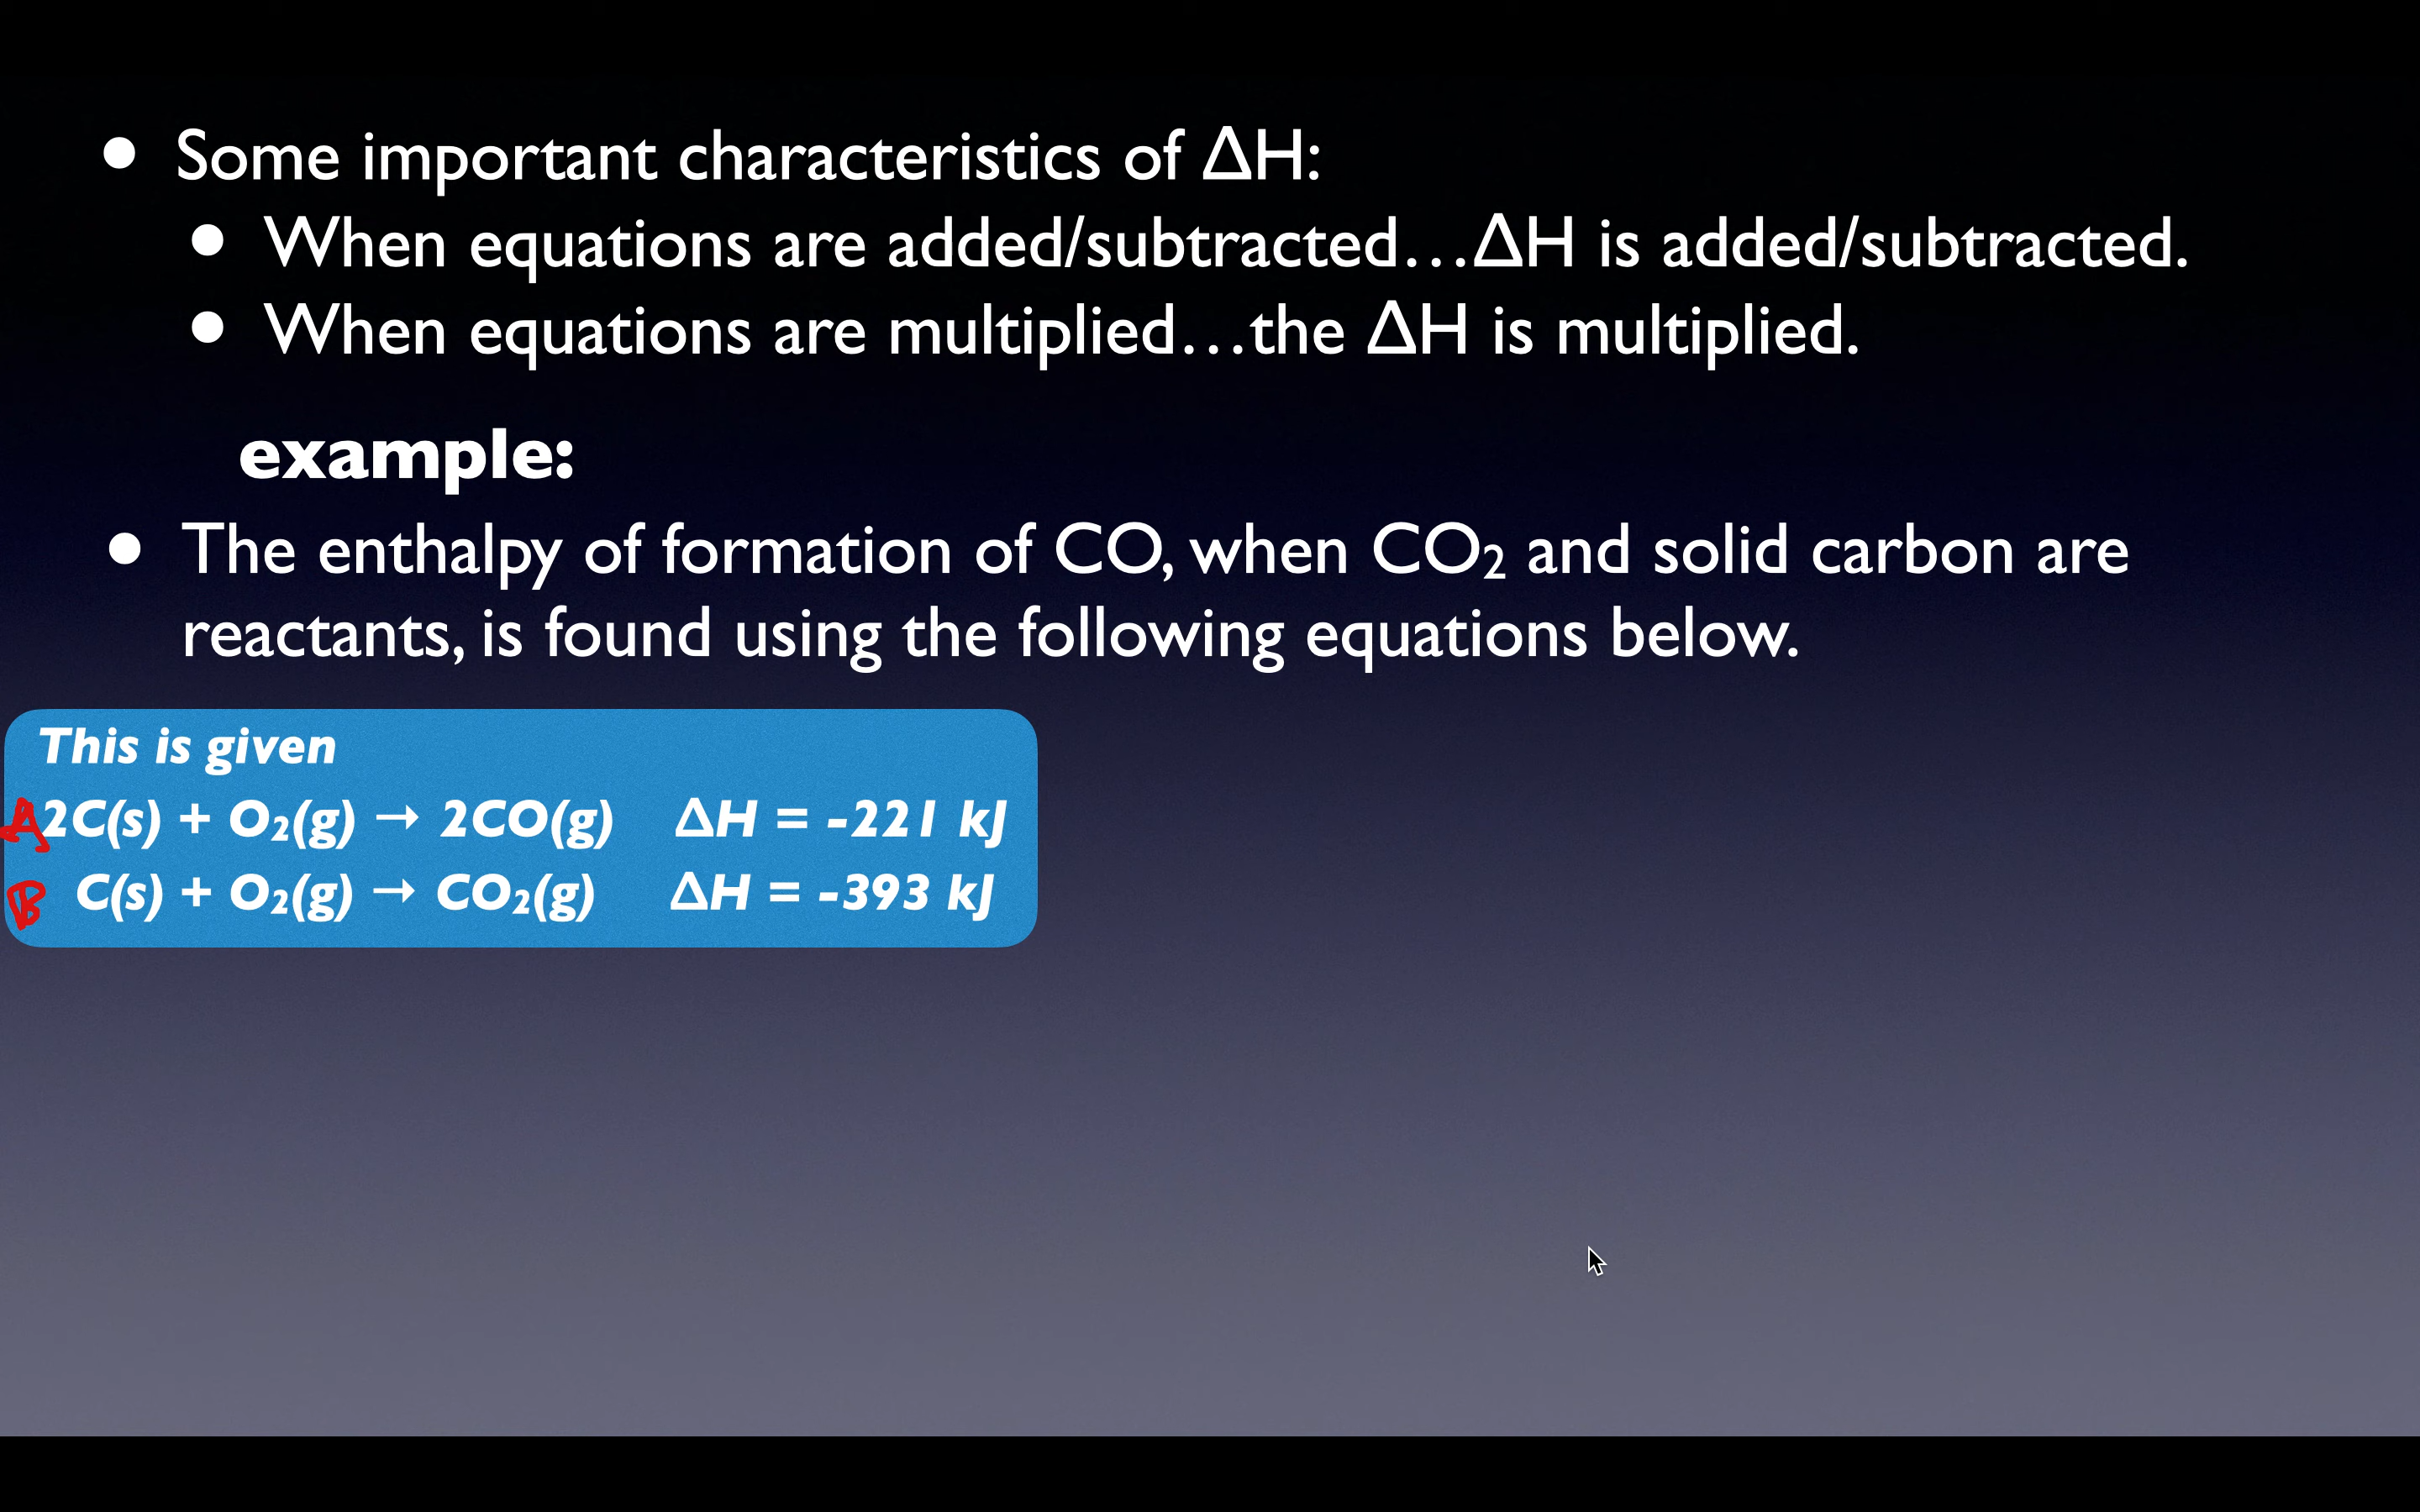 • Some important characteristics of ΔH:
• When equations are added/subtracted…ΔH is added/subtracted.
• When equations are multiplied…the ΔH is multiplied.
example:
• The enthalpy of formation of CO, when CO₂ and solid carbon are
reactants, is found using the following equations below.
This is given
A 2C(s) + O₂(g) → 2CO(g) ΔH = -221 kJ
B C(s) + O₂(g) → CO₂(g) ΔH = -393 kJ